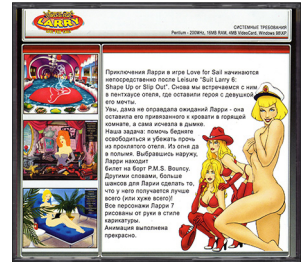 LARRY
СИСТЕМНЫЕ ТРЕБОВАНИЯ
Pentium - 200MHz, 16MB RAM, 4MB VideoCard, Windows 9X/XP
Приключения Ларри в игре Love for Sail начинаются
непосредственно после Leisure "Suit Larry 6:
Shape Up or Slip Out". Снова мы встречаемся с ним
в пентхаусе отеля, где оставили героя с девушкой
его мечты.
Увы, дама не оправдала ожиданий Ларри - она
оставила его привязанного к кровати в горящей
комнате, а сама исчезла в дымке.
Наша задача: помочь бедняге
освободиться и убежать прочь
из проклятого отеля. Из огня да
в полымя. Выбравшись наружу,
Ларри находит
билет на борт P.M.S. Bouncy.
Другими словами, больше
шансов для Ларри сделать то,
что у него получается лучше
всего (или хуже всего)!
Все персонажи Ларри 7
рисованы от руки в стиле
карикатуры.
Анимация выполнена
прекрасно.